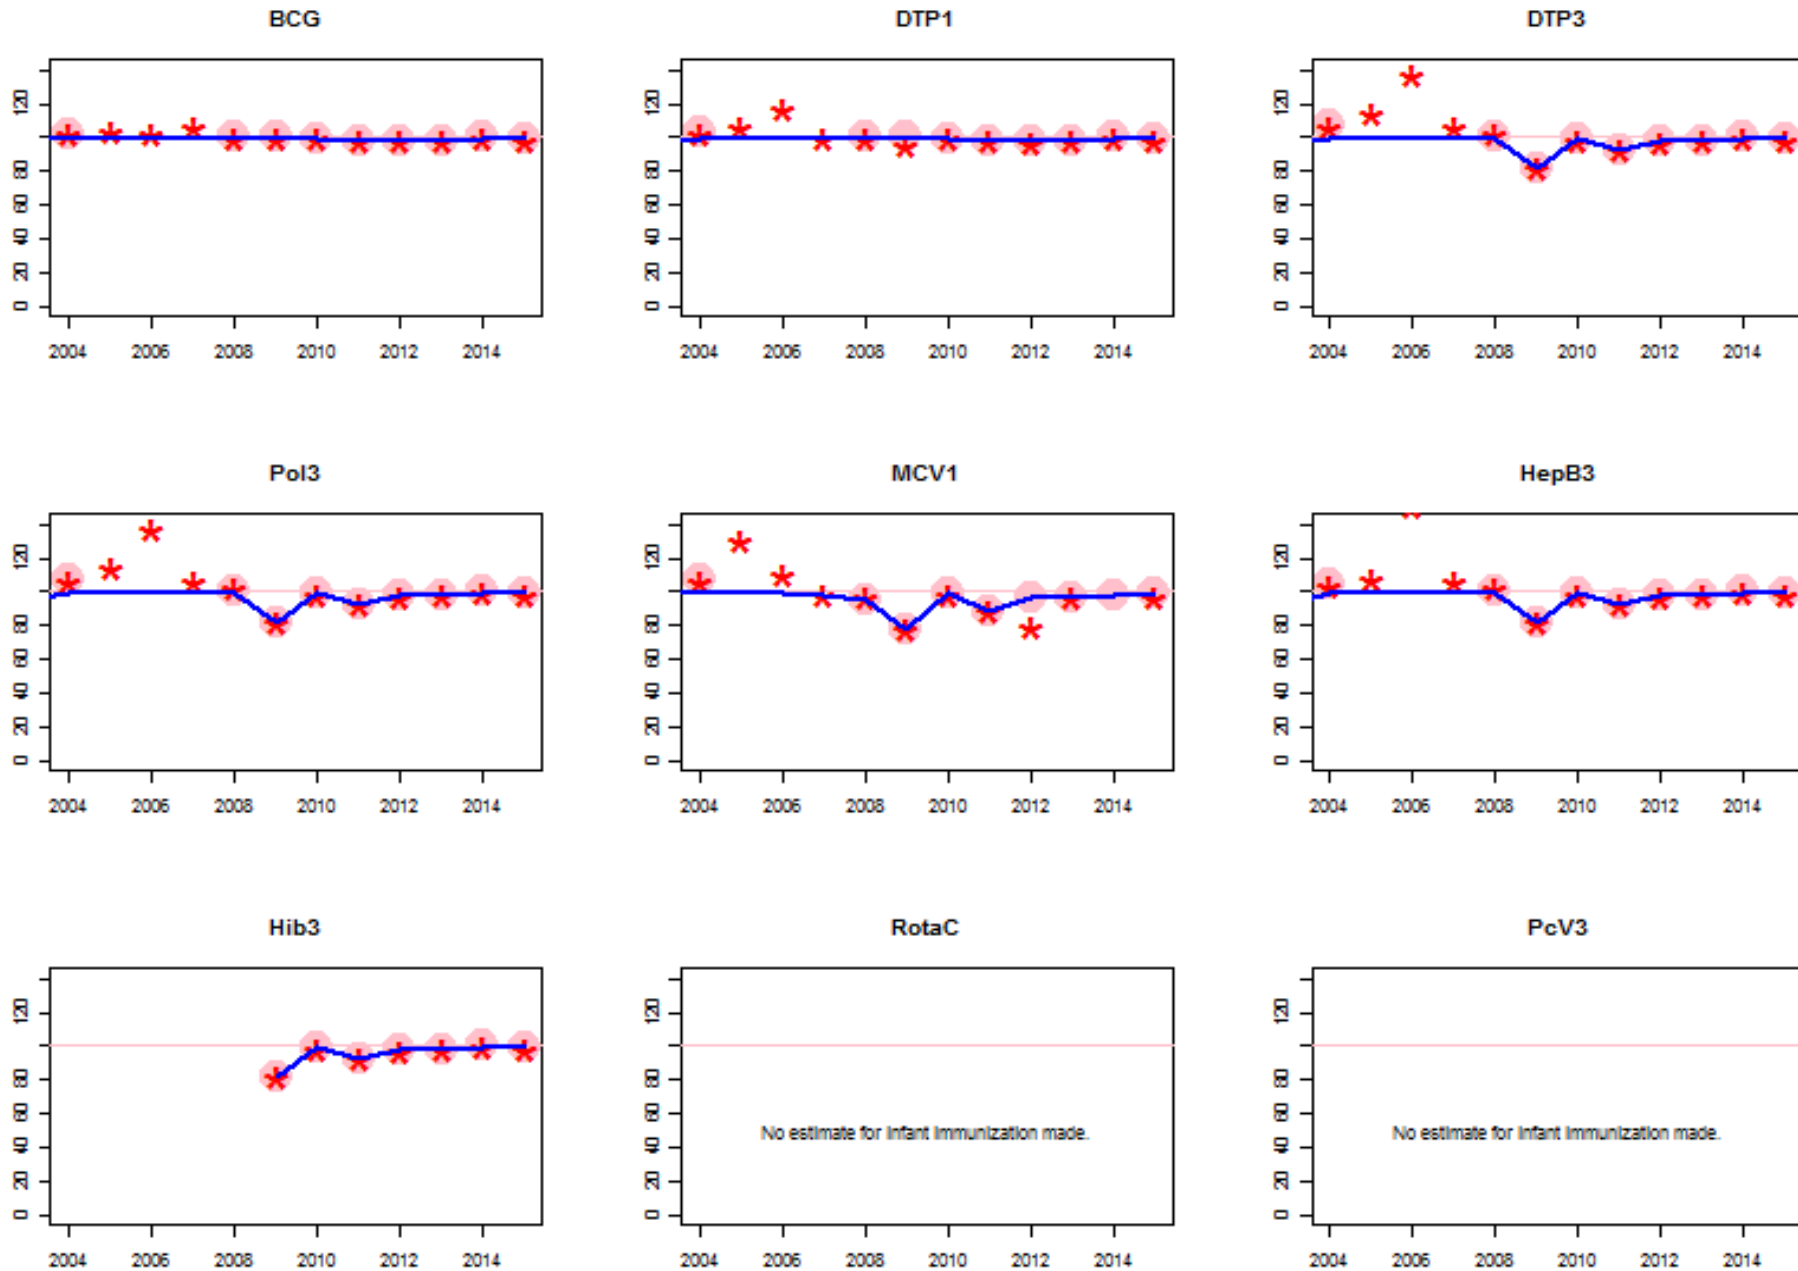 BCG DTP1 DTP3
120 120 120
80 80 80
60 60 60
40 40 40
20 20 20
0 0 0
2004 2006 2008 2010 2012 2014 2004 2006 2008 2010 2012 2014 2004 2006 2008 2010 2012 2014
Pol3 MCV1 HepB3
120 120 120
80 80 80
60 60 60
40 40 40
20 20 20
0 0 0
2004 2006 2008 2010 2012 2014 2004 2006 2008 2010 2012 2014 2004 2006 2008 2010 2012 2014
Hib3 RotaC PcV3
120 120 120
80 80 80
60 60 60
No estimate for infant immunization made. No estimate for infant immunization made.
40 40 40
20 20 20
0 0 0
2004 2006 2008 2010 2012 2014 2004 2006 2008 2010 2012 2014 2004 2006 2008 2010 2012 2014